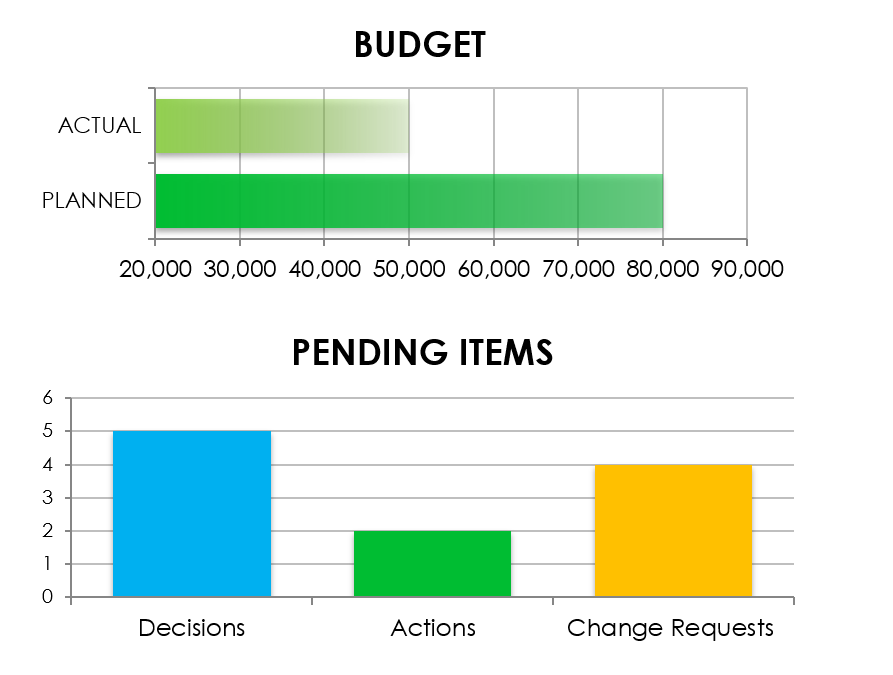 BUDGET
ACTUAL
PLANNED
20,000 30,000 40,000 50,000 60,000 70,000 80,000 90,000
PENDING ITEMS
6
5
4
3
2
1
0
Decisions Actions Change Requests